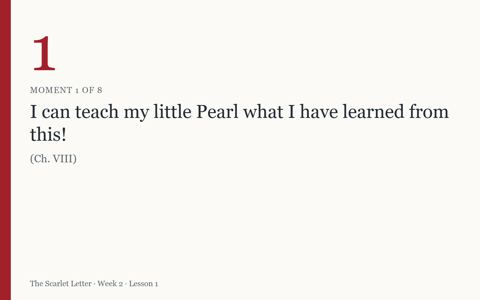 1
MOMENT 1 OF 8
I can teach my little Pearl what I have learned from
this!
(Ch. VIII)
The Scarlet Letter · Week 2 · Lesson 1